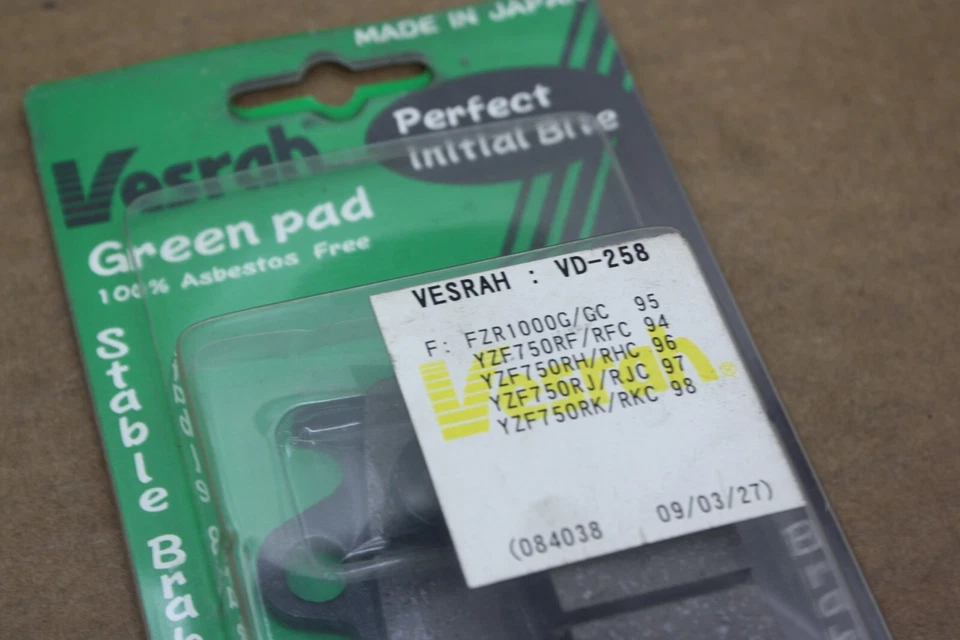 MADE IN JAPAN
Perfect
Initial Bite
Vesrah
Green pad
100% Asbestos Free
Stable Bra
VESRAH : VD-258
F: FZR1000G/GC 95
YZF750RF/RFC 94
YZF750RH/RHC 96
YZF750RJ/RJC 97
YZF750RK/RKC 98
Vesrah®
(084038 09/03/27)